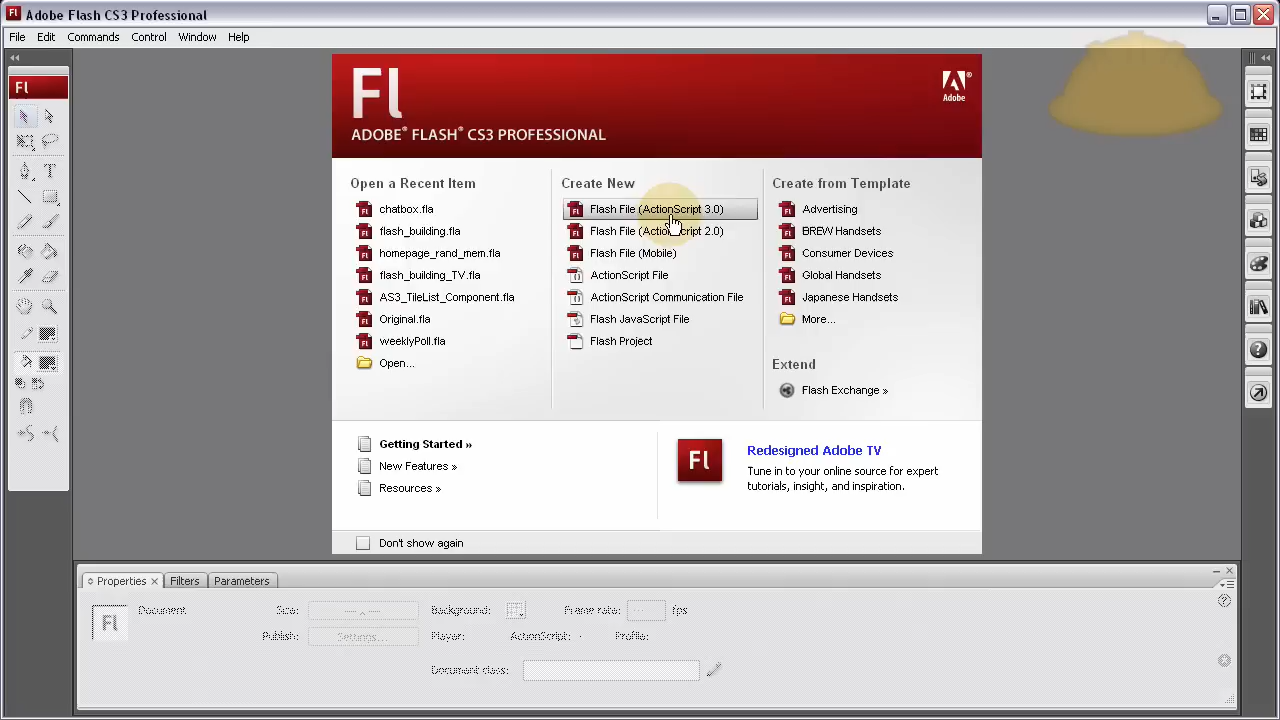 Adobe Flash CS3 Professional
File Edit Commands Control Window Help
Fl
Fl
Adobe
ADOBE® FLASH® CS3 PROFESSIONAL
Open a Recent Item
chatbox.fla
flash_building.fla
homepage_rand_mem.fla
flash_building_TV.fla
AS3_TileList_Component.fla
Original.fla
weeklyPoll.fla
Open...
Create New
Flash File (ActionScript 3.0)
Flash File (ActionScript 2.0)
Flash File (Mobile)
ActionScript File
ActionScript Communication File
Flash JavaScript File
Flash Project
Create from Template
Advertising
BREW Handsets
Consumer Devices
Global Handsets
Japanese Handsets
More...
Extend
Flash Exchange »
Getting Started »
New Features »
Resources »
Fl
Redesigned Adobe TV
Tune in to your online source for expert
tutorials, insight, and inspiration.
Don't show again
Properties Filters Parameters
Fl
Document
Size:
Background:
Frame rate: fps
Publish: Settings...
Player: ActionScript: Profile:
Document class: